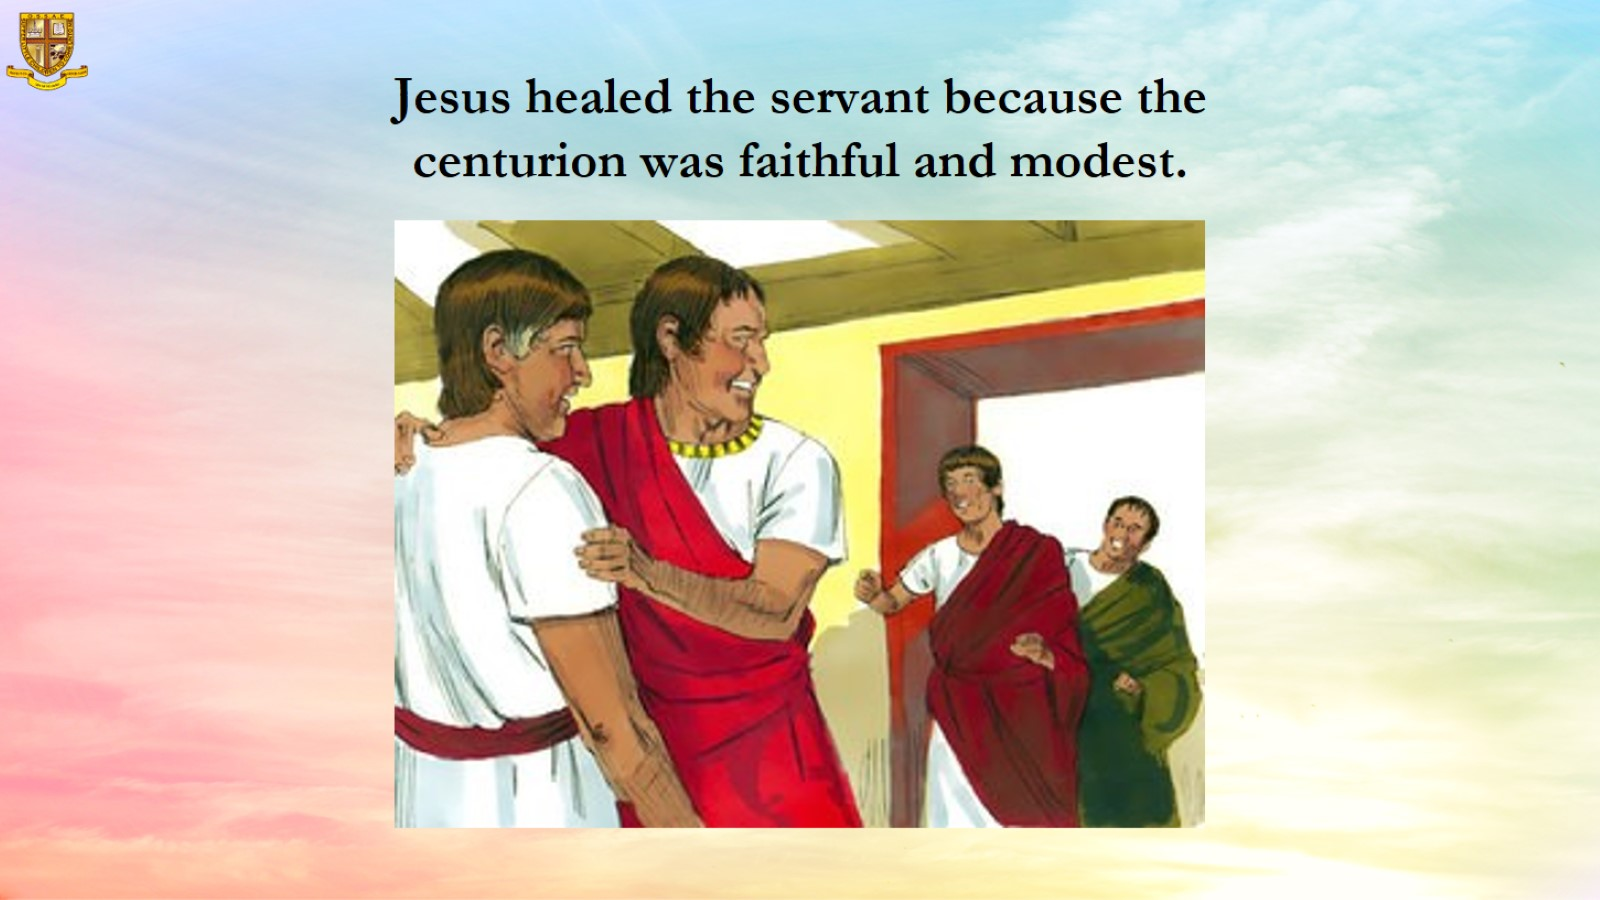 Jesus healed the servant because the
centurion was faithful and modest.